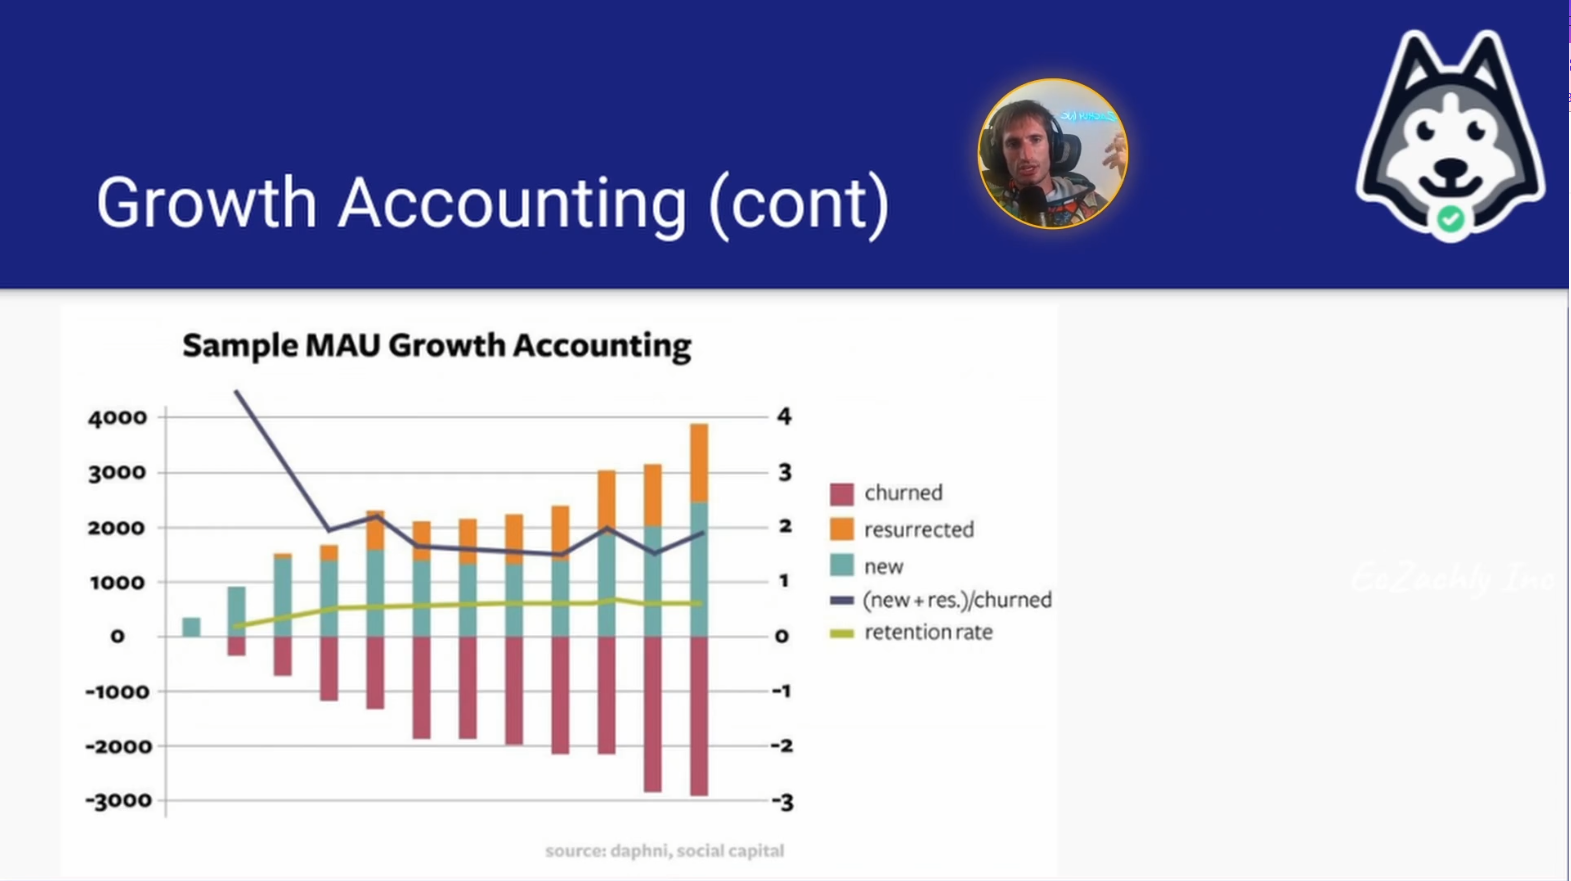 Growth Accounting (cont)
Sample MAU Growth Accounting
4000
3000
2000
1000
0
-1000
-2000
-3000
4
3
2
1
0
-1
-2
-3
churned
resurrected
new
(new + res.)/churned
retention rate
EcZachly Inc
source: daphni, social capital